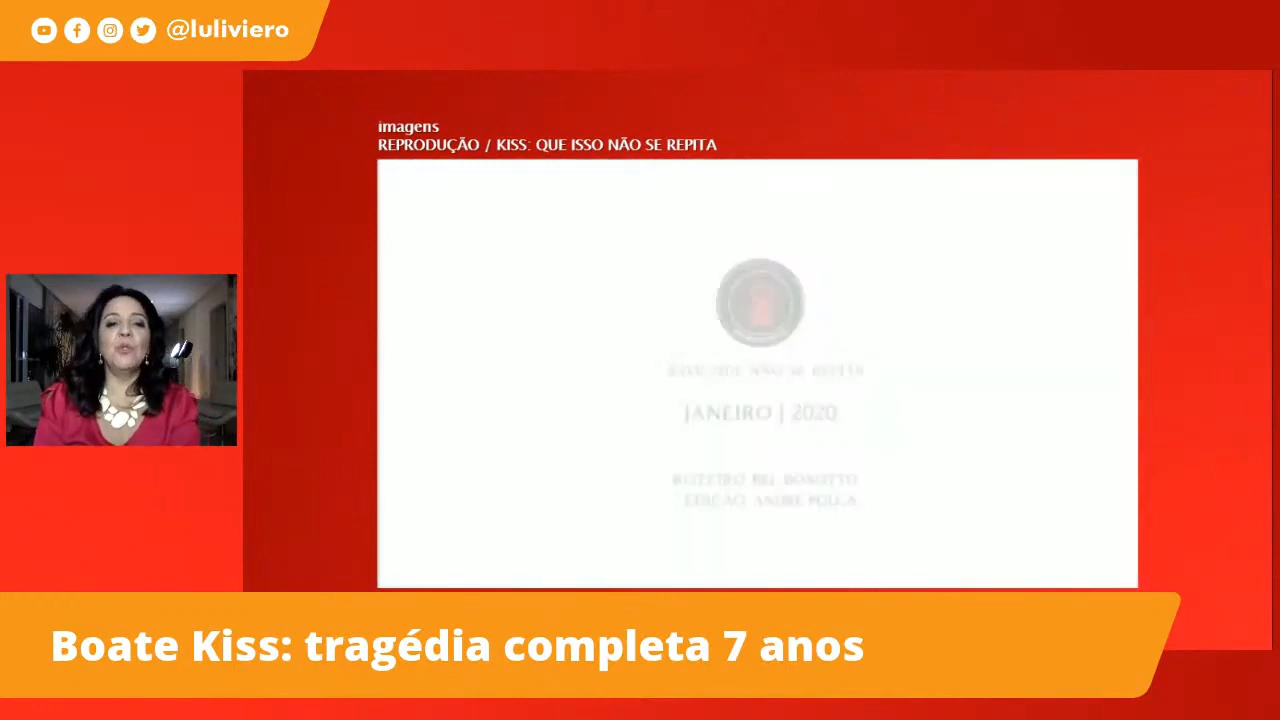 @luliviero
imagens
REPRODUÇÃO / KISS: QUE ISSO NÃO SE REPITA
JANEIRO | 2020
Boate Kiss: tragédia completa 7 anos